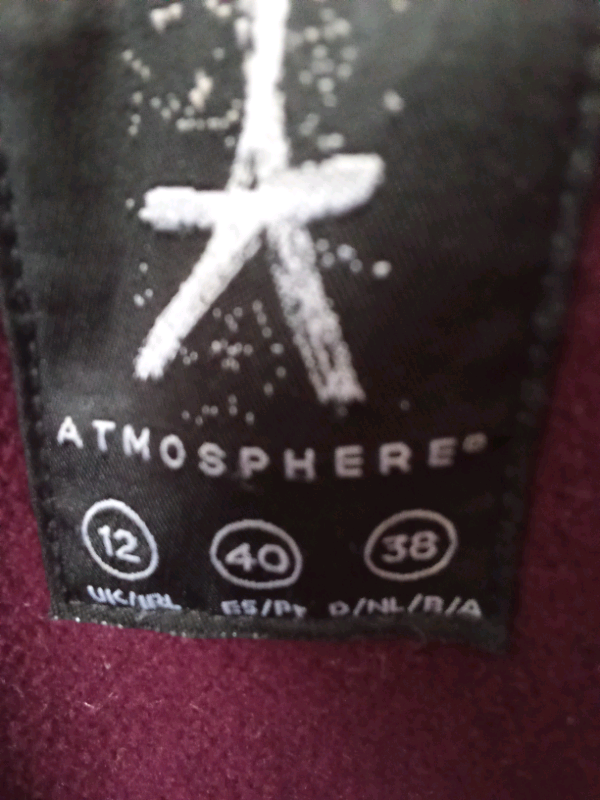 ATMOSPHERE®
12 40 38
UK/IRL ES/PT D/NL/B/A